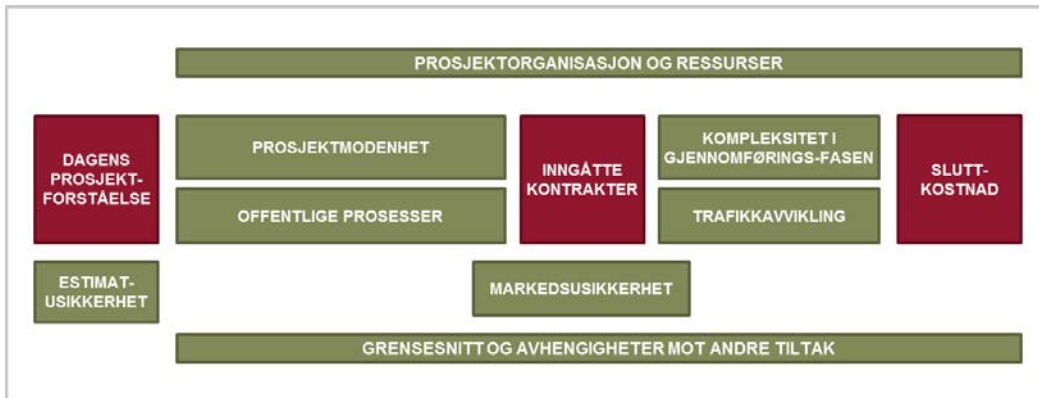 PROSJEKTORGANISASJON OG RESSURSER
DAGENS
PROSJEKT-
FORSTÅELSE
PROSJEKTMODENHET
OFFENTLIGE PROSESSER
INNGÅTTE
KONTRAKTER
KOMPLEKSITET I
GJENNOMFØRINGS-FASEN
TRAFIKKAVVIKLING
SLUTT-
KOSTNAD
ESTIMAT-
USIKKERHET
MARKEDSUSIKKERHET
GRENSESNITT OG AVHENGIGHETER MOT ANDRE TILTAK